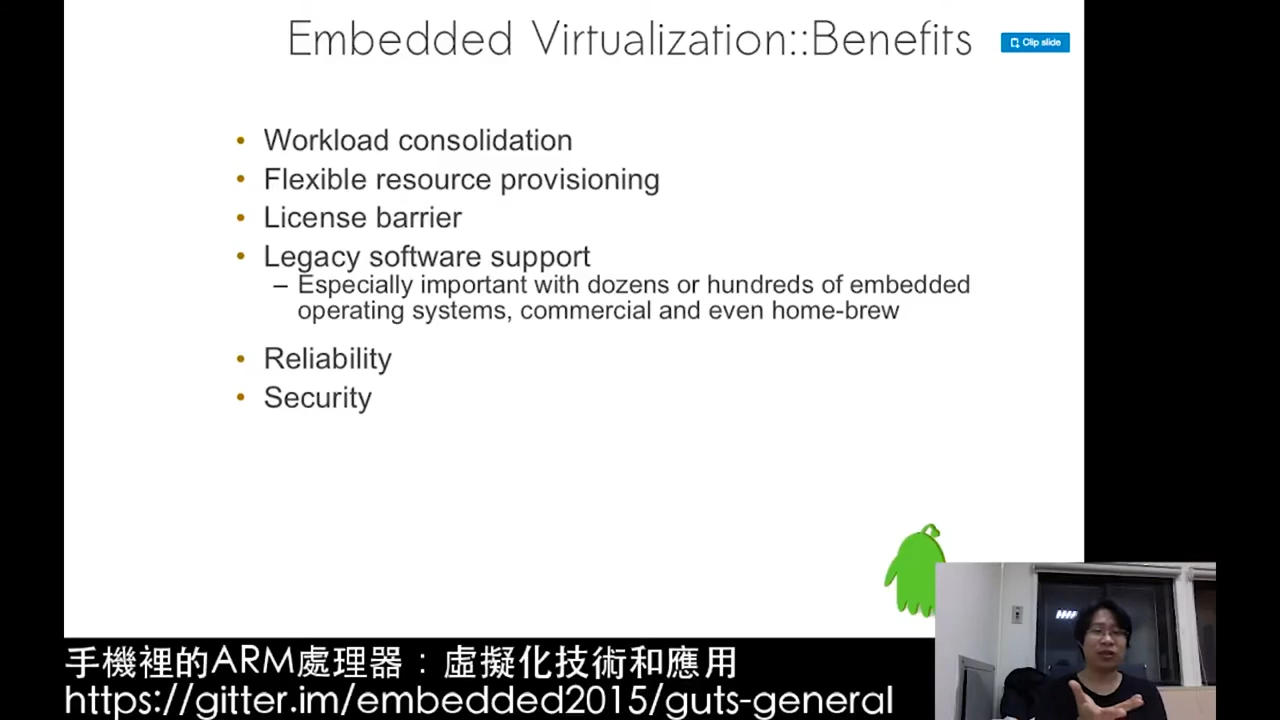 Embedded Virtualization::Benefits
Clip slide
• Workload consolidation
• Flexible resource provisioning
• License barrier
• Legacy software support
– Especially important with dozens or hundreds of embedded
operating systems, commercial and even home-brew
• Reliability
• Security
手機裡的ARM處理器：虛擬化技術和應用
https://gitter.im/embedded2015/guts-general